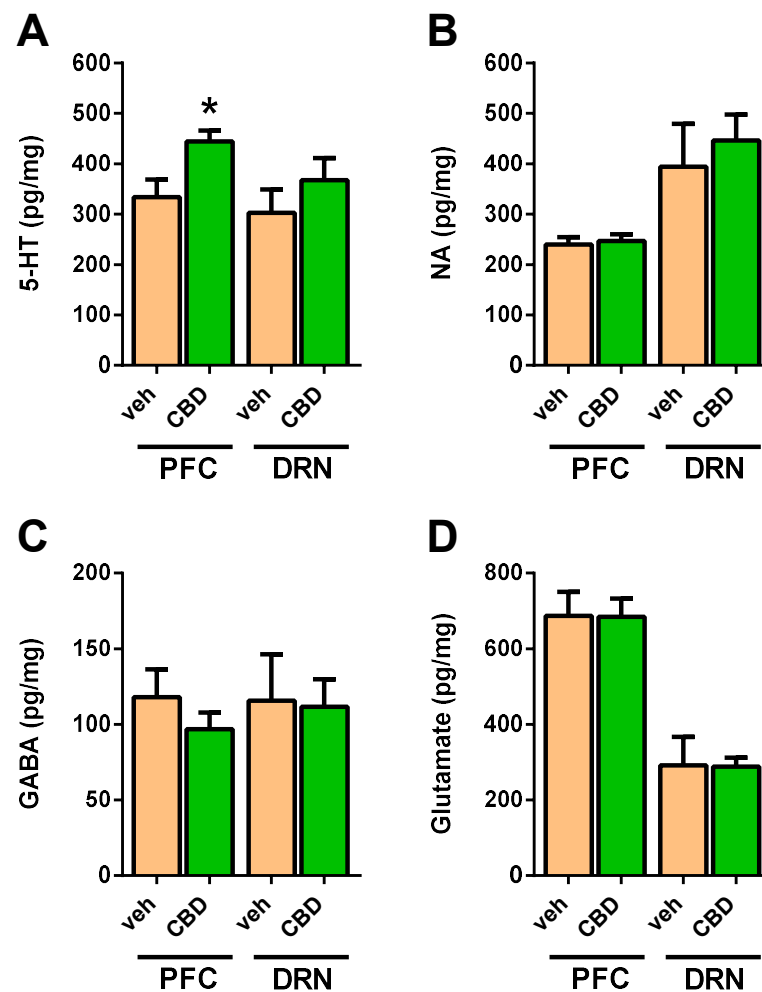 A
5-HT (pg/mg)
600
500
400
300
200
100
0
*
veh CBD veh CBD
PFC DRN
B
NA (pg/mg)
600
500
400
300
200
100
0
veh CBD veh CBD
PFC DRN
C
GABA (pg/mg)
200
150
100
50
0
veh CBD veh CBD
PFC DRN
D
Glutamate (pg/mg)
800
600
400
200
0
veh CBD veh CBD
PFC DRN